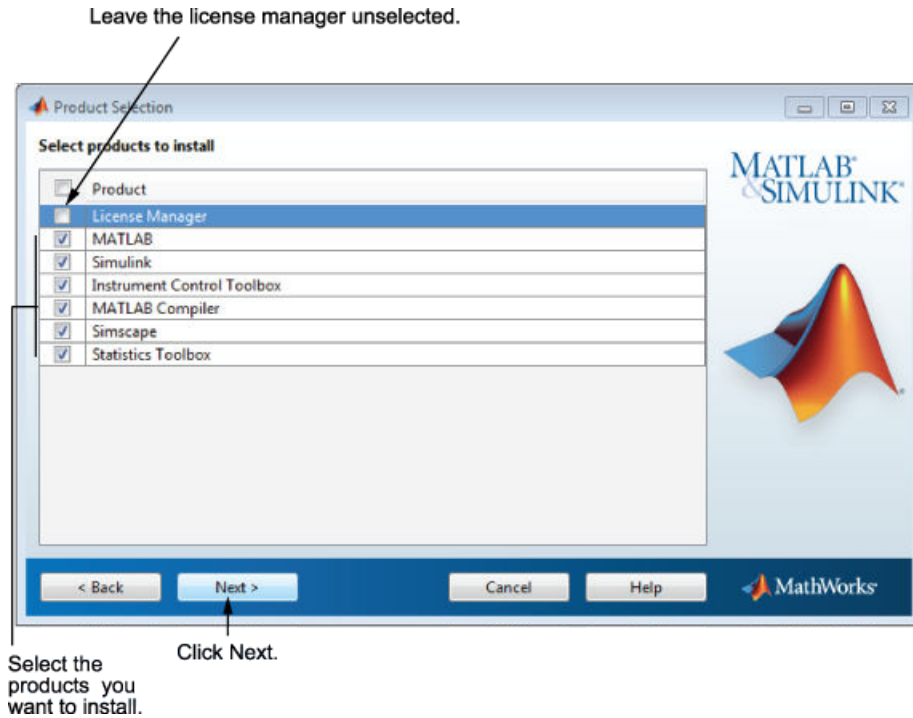 Leave the license manager unselected.
Product Selection
Select products to install
Product
License Manager
MATLAB
Simulink
Instrument Control Toolbox
MATLAB Compiler
Simscape
Statistics Toolbox
MATLAB®
&SIMULINK®
< Back
Next >
Cancel
Help
MathWorks®
Click Next.
Select the
products you
want to install.